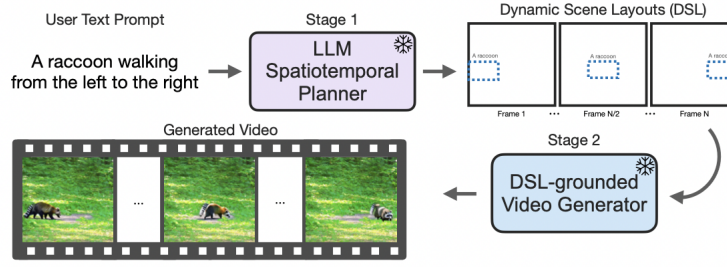 User Text Prompt
A raccoon walking
from the left to the right
Stage 1
LLM
Spatiotemporal
Planner
Dynamic Scene Layouts (DSL)
A raccoon
A raccoon
Frame 1
...
Frame N/2
...
Frame N
Stage 2
DSL-grounded
Video Generator
Generated Video
...
...